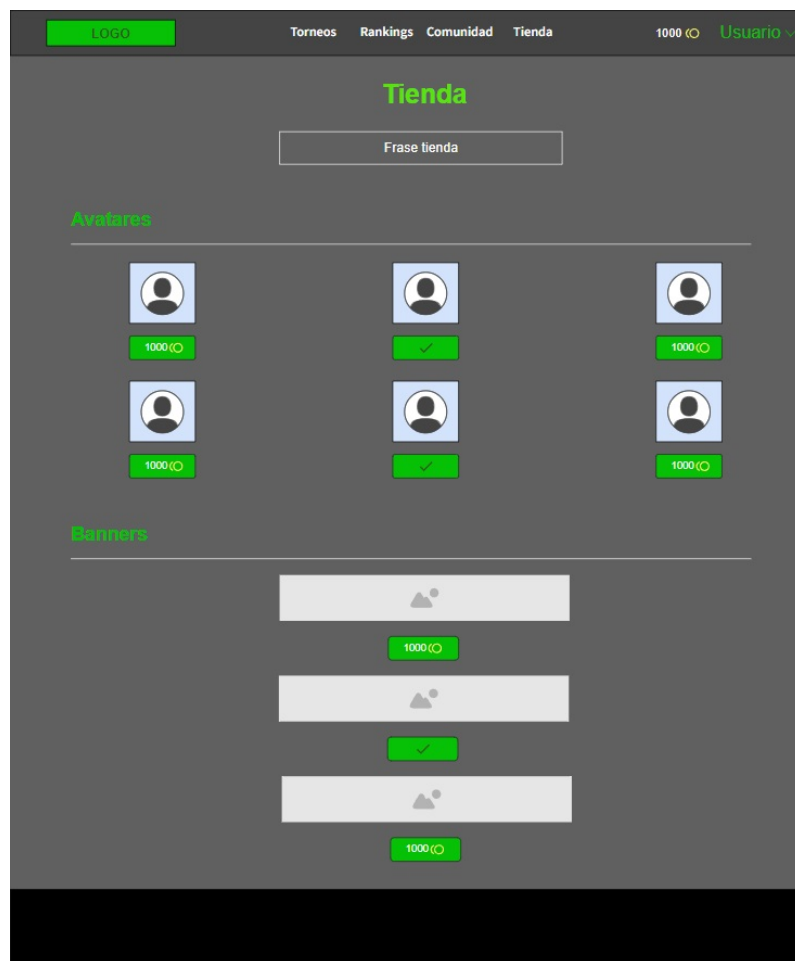 LOGO Torneos Rankings Comunidad Tienda 1000 Usuario
Tienda
Frase tienda
Avatares
1000 1000
1000 1000
Banners
1000
1000